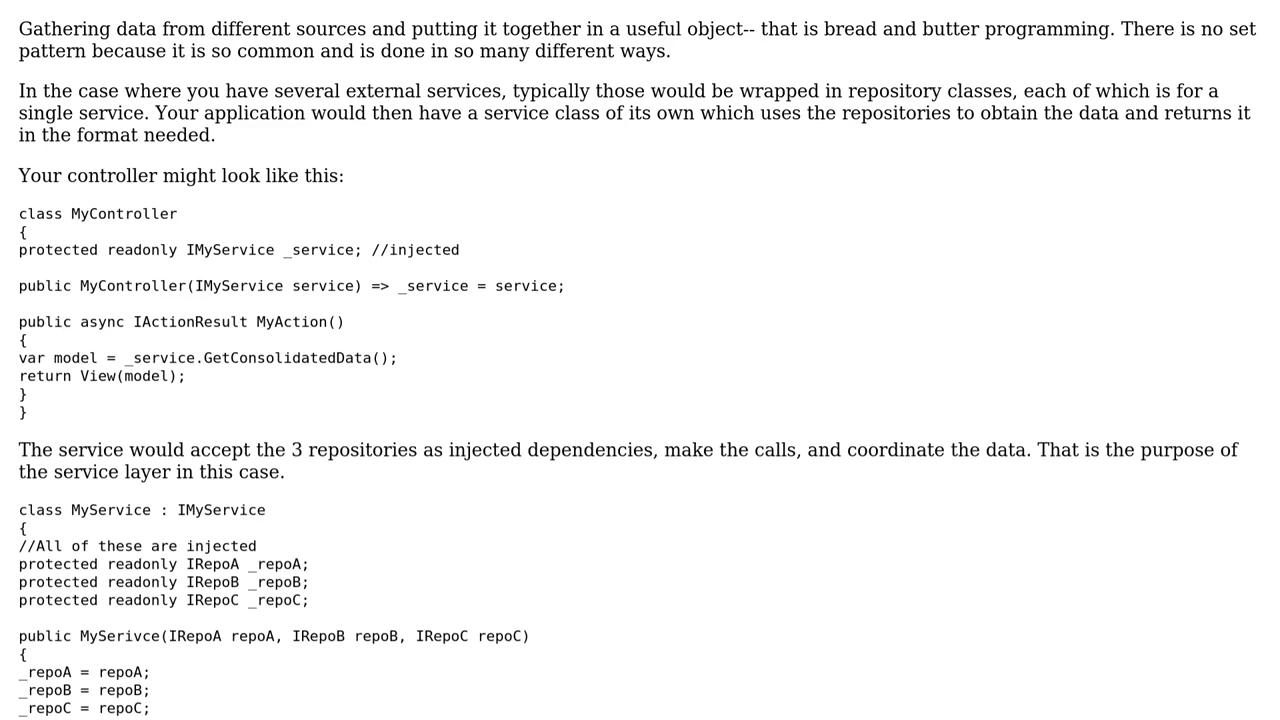 Gathering data from different sources and putting it together in a useful object-- that is bread and butter programming. There is no set
pattern because it is so common and is done in so many different ways.
In the case where you have several external services, typically those would be wrapped in repository classes, each of which is for a
single service. Your application would then have a service class of its own which uses the repositories to obtain the data and returns it
in the format needed.
Your controller might look like this:
class MyController
{
protected readonly IMyService _service; //injected
public MyController(IMyService service) => _service = service;
public async IActionResult MyAction()
{
var model = _service.GetConsolidatedData();
return View(model);
}
}
The service would accept the 3 repositories as injected dependencies, make the calls, and coordinate the data. That is the purpose of
the service layer in this case.
class MyService : IMyService
{
//All of these are injected
protected readonly IRepoA _repoA;
protected readonly IRepoB _repoB;
protected readonly IRepoC _repoC;
public MySerivce(IRepoA repoA, IRepoB repoB, IRepoC repoC)
{
_repoA = repoA;
_repoB = repoB;
_repoC = repoC;